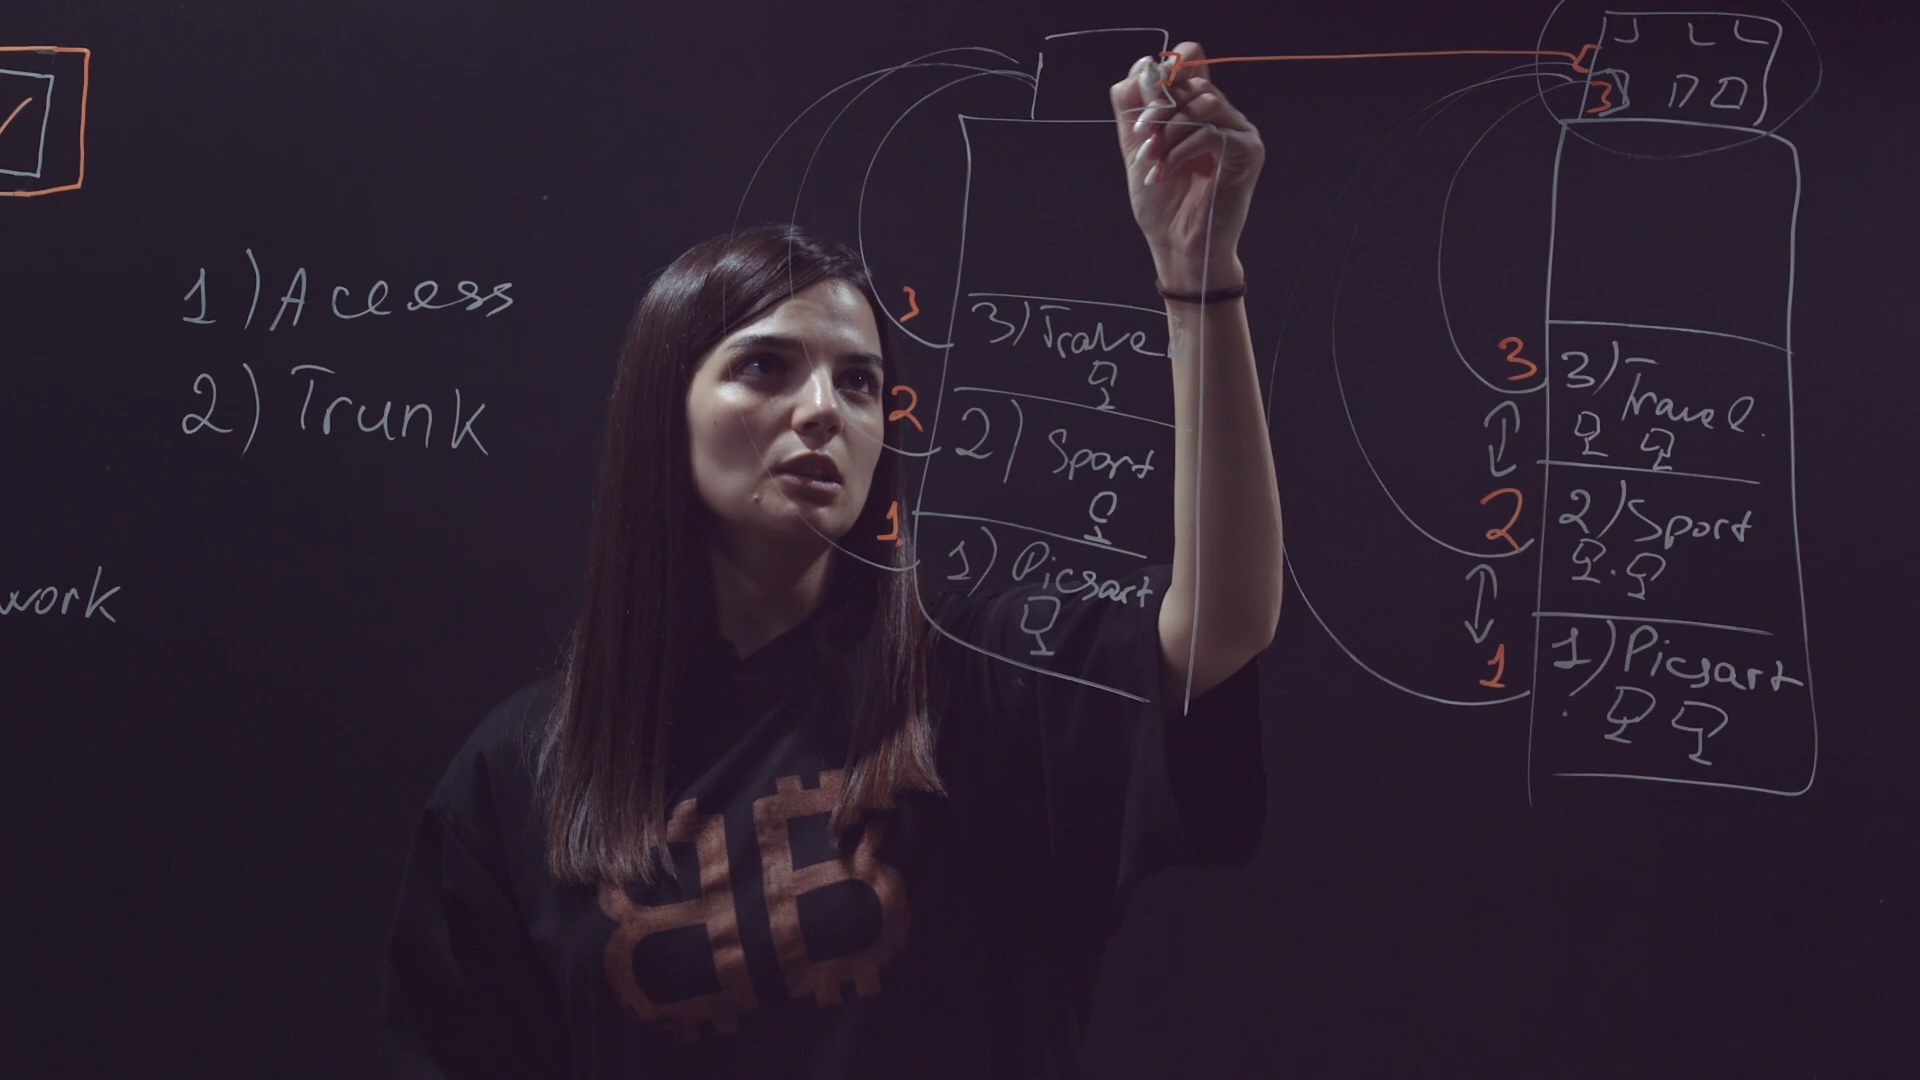 1) Aceess
2) Trunk
work
3
3) Travel
2
2) Sport
1
1) Picsart
3
3
3) Travel.
2
2) Sport
1
1) Picsart